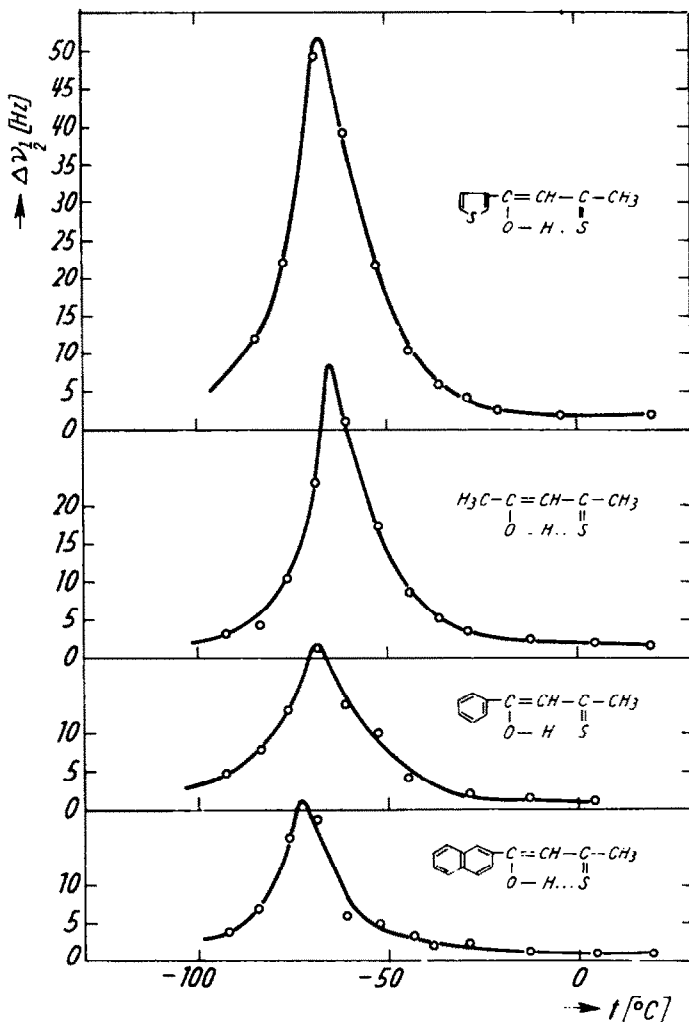 → Δν½ [Hz]
50
45
40
35
30
25
20
15
10
5
0
S
C=CH-C-CH3
O-H . S
20
15
10
5
0
H3C-C=CH-C-CH3
O - H.. S
10
5
0
C=CH-C-CH3
O-H S
10
5
0
C=CH-C-CH3
O-H...S
-100
-50
0
→ t [°C]